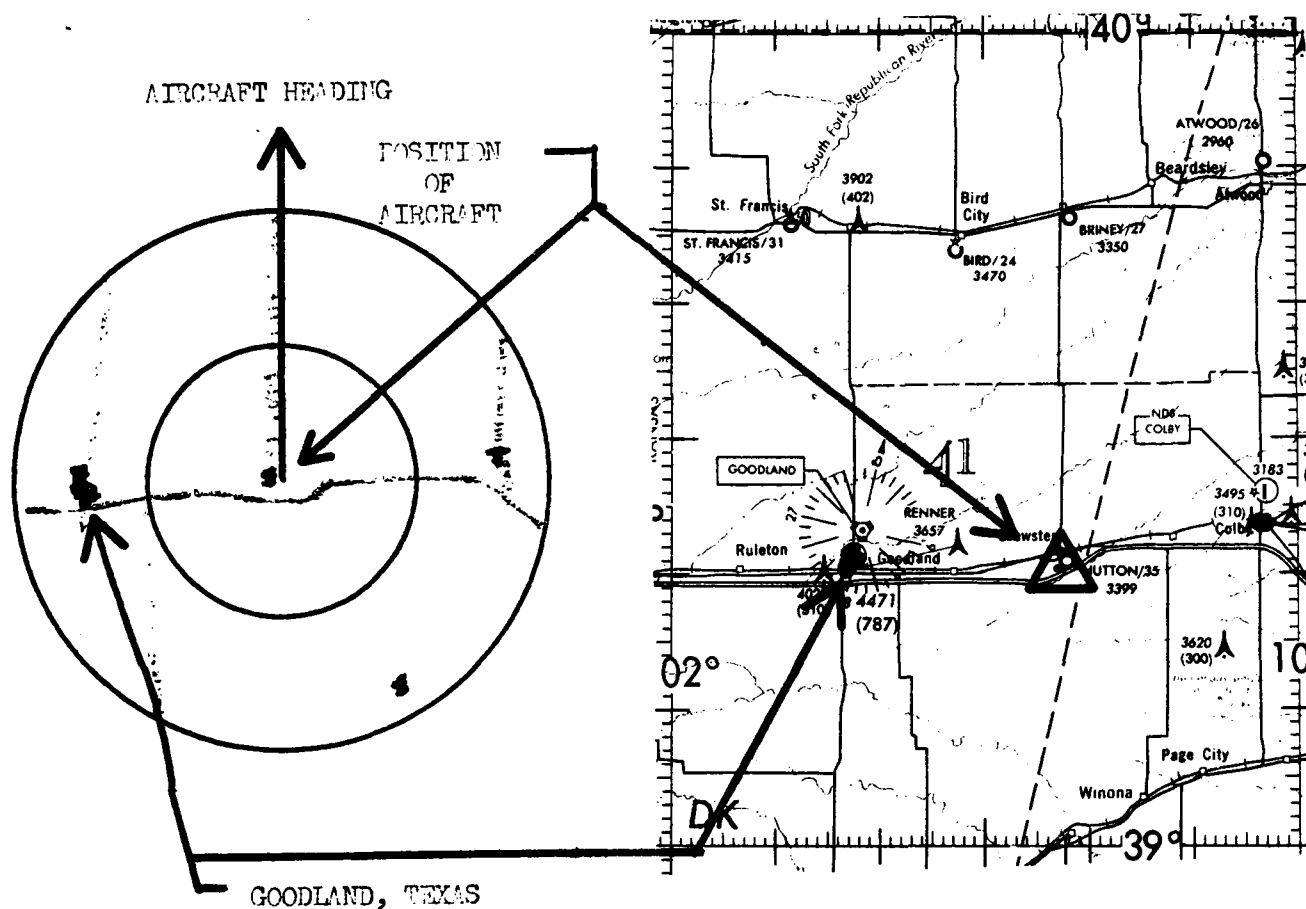 AIRCRAFT HEADING
POSITION
OF
AIRCRAFT
GOODLAND, TEXAS
40
South Fork Republican River
ATWOOD/26
2960
Beardsley
Atwood
3902
(402)
St. Francis
Bird
City
ST. FRANCIS/31
3415
BRINEY/27
3350
BIRD/24
3470
KANSAS
NDB
COLBY
GOODLAND
41
3183
3495
(310)
Colby
RENNER
3657
27
Ruleton
Goodland
HUTTON/35
3399
4471
(787)
3620
(300)
02°
10
Page City
Winona
DK
39°